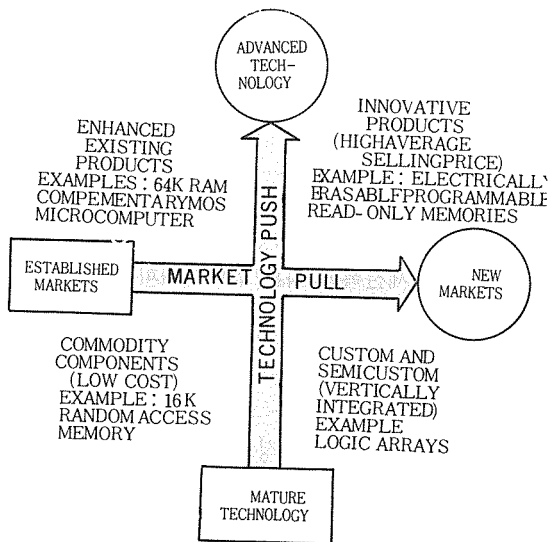 ADVANCED
TECH-
NOLOGY
ENHANCED
EXISTING
PRODUCTS
EXAMPLES : 64K RAM
COMPEMENTARYMOS
MICROCOMPUTER
INNOVATIVE
PRODUCTS
(HIGHAVERAGE
SELLINGPRICE)
EXAMPLE : ELECTRICALLY
ERASABLFPROGRAMMABLE
READ-ONLY MEMORIES
ESTABLISHED
MARKETS
MARKET PULL
TECHNOLOGY PUSH
NEW
MARKETS
COMMODITY
COMPONENTS
(LOW COST)
EXAMPLE : 16K
RANDOM ACCESS
MEMORY
CUSTOM AND
SEMICUSTOM
(VERTICALLY
INTEGRATED)
EXAMPLE
LOGIC ARRAYS
MATURE
TECHNOLOGY